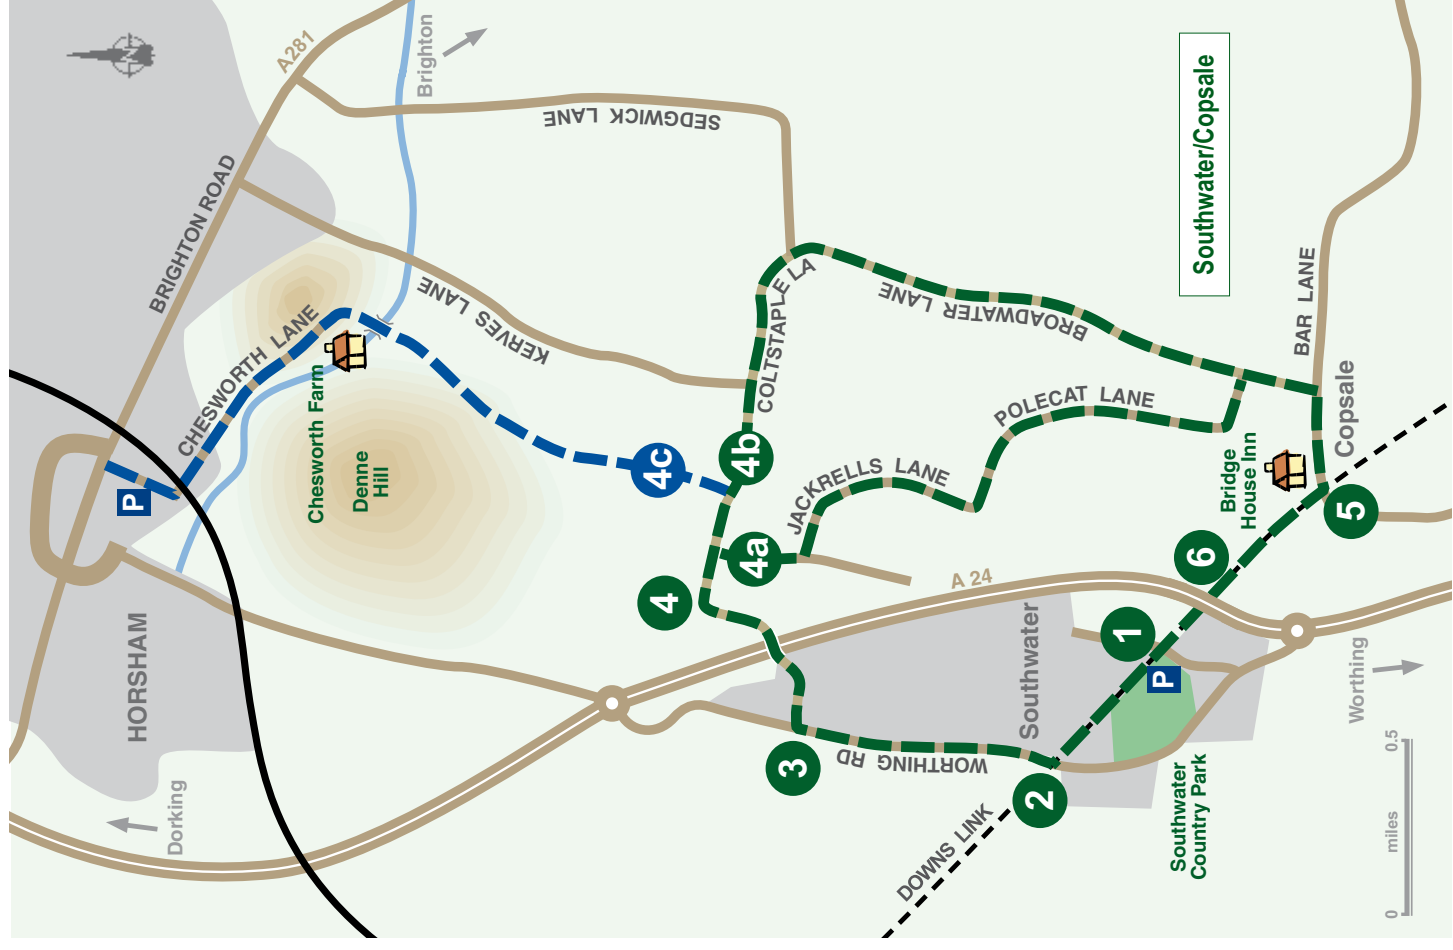 A281
Brighton
SEDGWICK LANE
Southwater/Copsale
BRIGHTON ROAD
CHESWORTH LANE
KERVES LANE
COLTSTAPLE LA
BROADWATER LANE
BAR LANE
Chesworth Farm
Denne
Hill
POLECAT LANE
Copsale
P
4c
4b
JACKRELLS LANE
Bridge
House Inn
5
4a
6
A 24
4
HORSHAM
1
P
Southwater
Worthing
3
WORTHING RD
2
Dorking
DOWNS LINK
Southwater
Country Park
0
miles
0.5
N